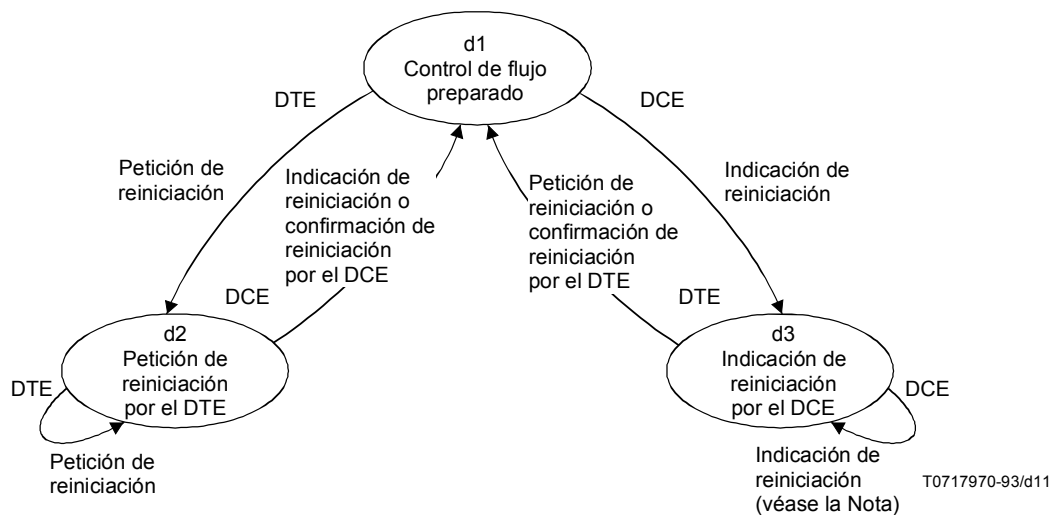 d1
Control de flujo
preparado
DTE
DCE
Petición de
reiniciación
Indicación de
reiniciación o
confirmación de
reiniciación
por el DCE
Petición de
reiniciación o
confirmación de
reiniciación
por el DTE
Indicación de
reiniciación
DCE
DTE
d2
Petición de
reiniciación
por el DTE
d3
Indicación de
reiniciación
por el DCE
DTE
DCE
Petición de
reiniciación
Indicación de
reiniciación
(véase la Nota)
T0717970-93/d11